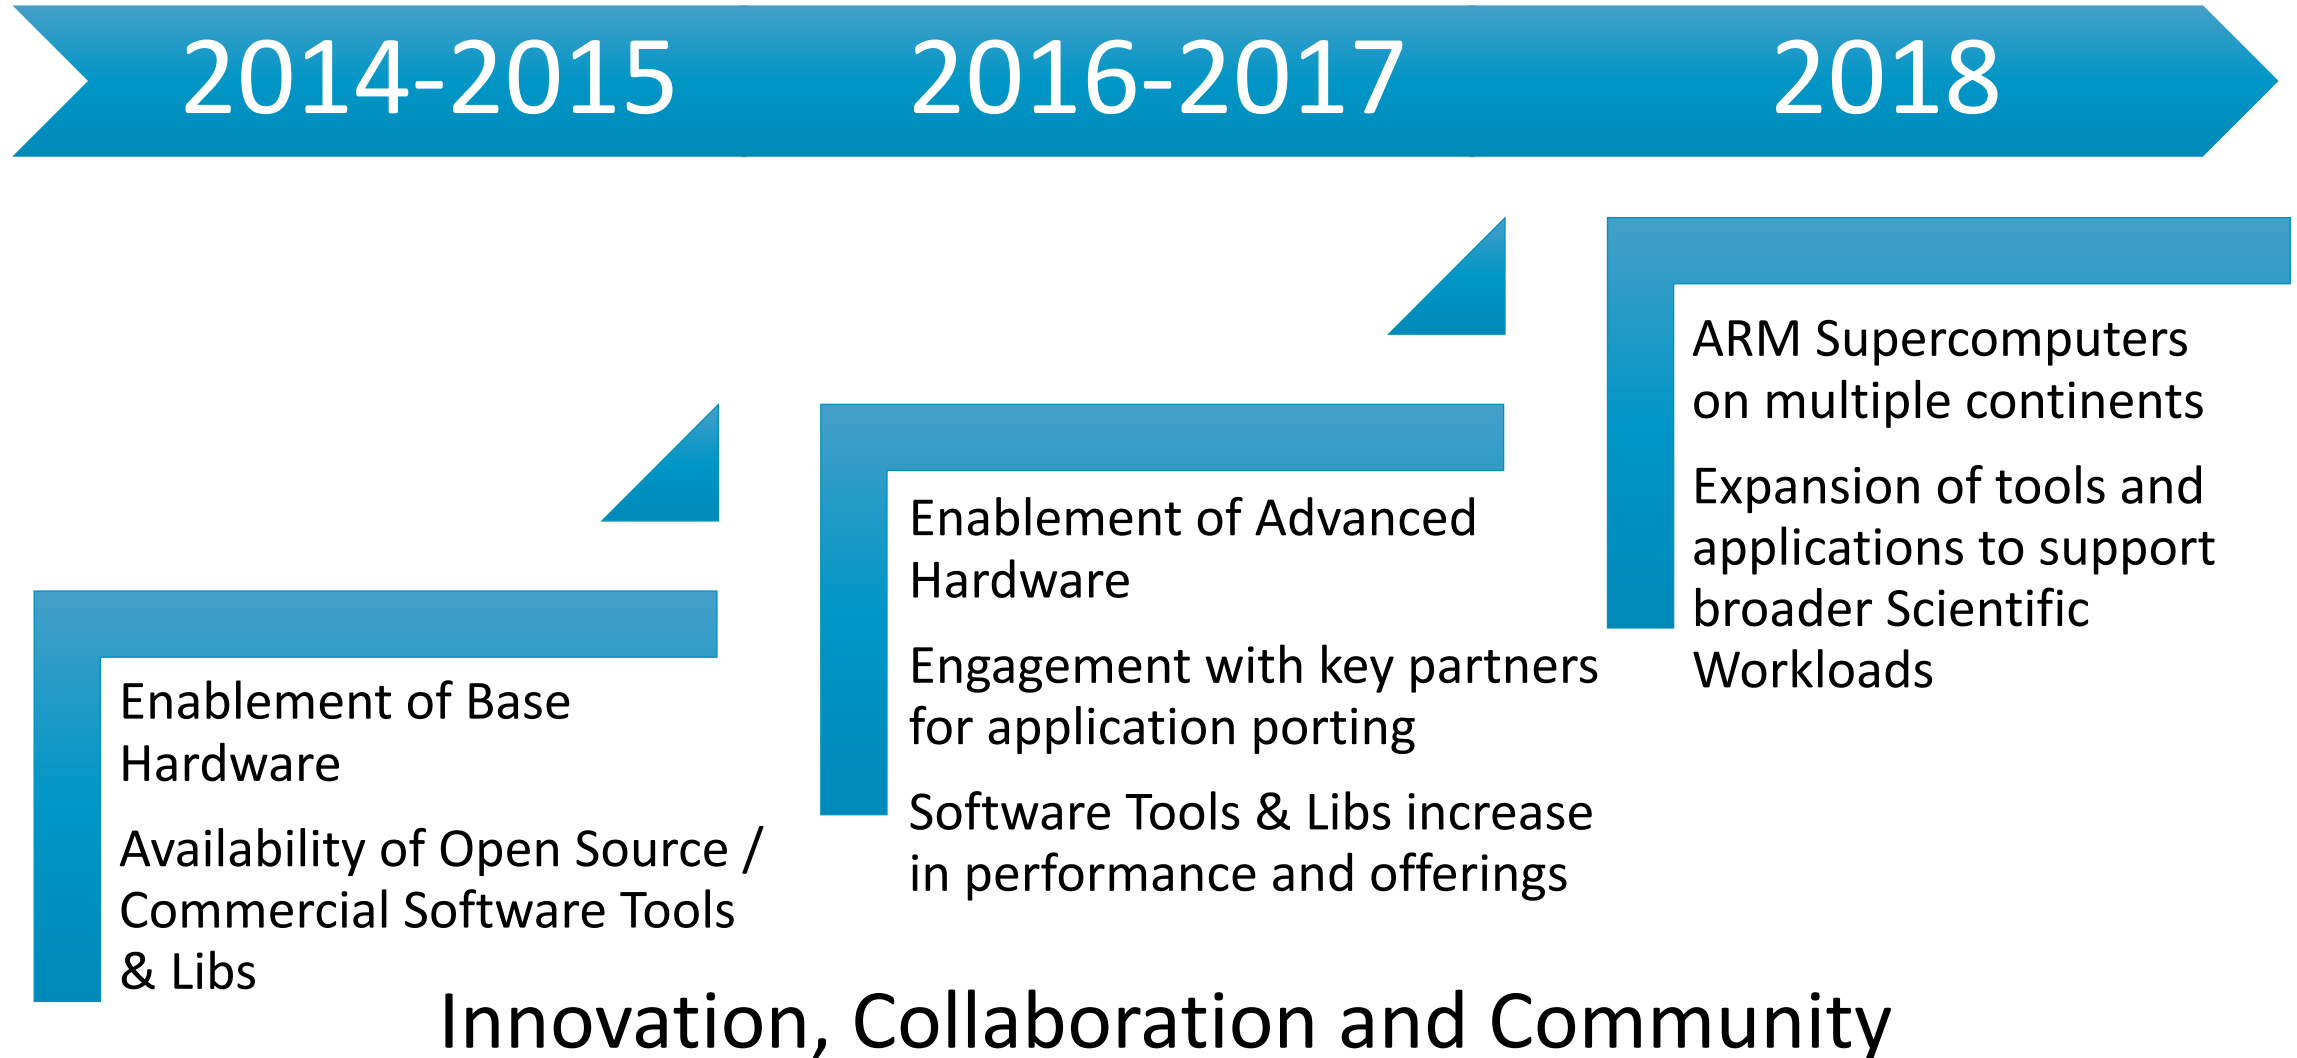 2014-2015
2016-2017
2018
Enablement of Base
Hardware
Availability of Open Source /
Commercial Software Tools
& Libs
Enablement of Advanced
Hardware
Engagement with key partners
for application porting
Software Tools & Libs increase
in performance and offerings
ARM Supercomputers
on multiple continents
Expansion of tools and
applications to support
broader Scientific
Workloads
Innovation, Collaboration and Community